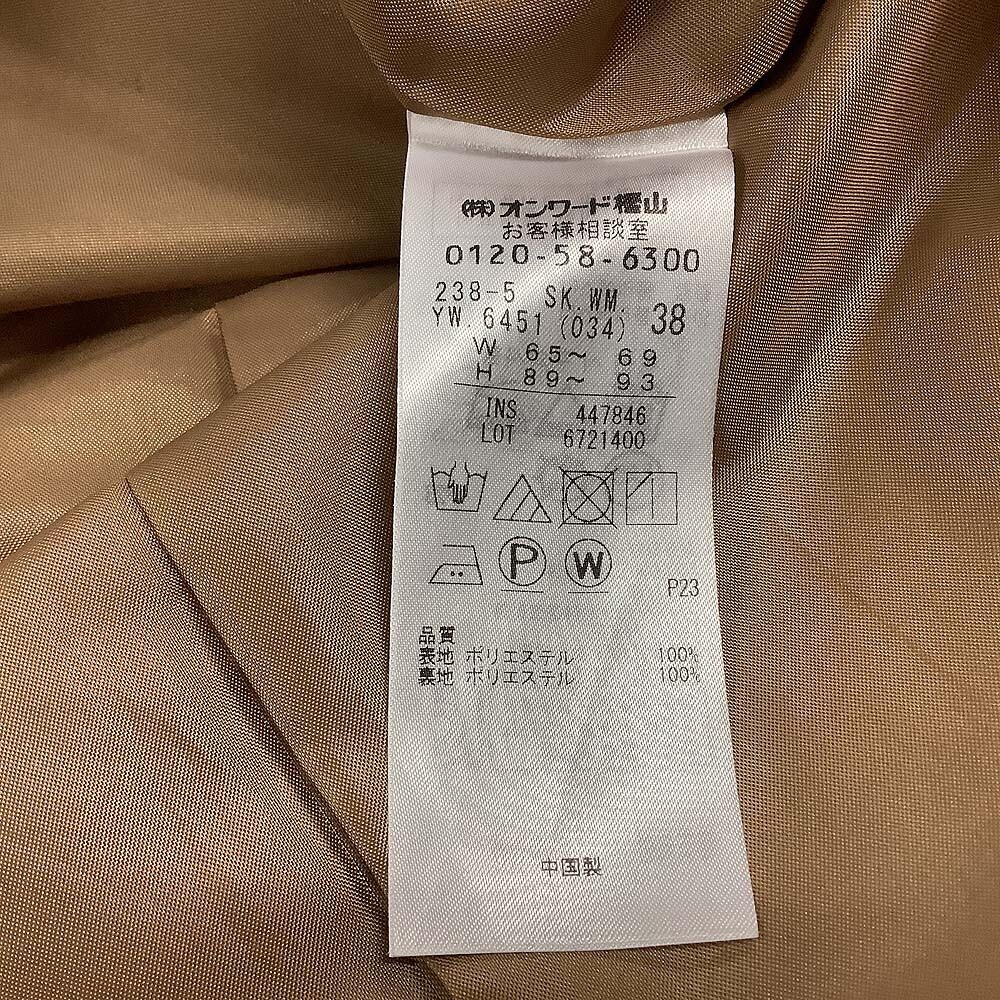 (株)オンワード樫山
お客様相談室
0120-58-6300
238-5 SK.WM.
YW.6451(034) 38
W 65～ 69
H 89～ 93
INS. 447846
LOT 6721400
P W
P23
品質
表地 ポリエステル 100%
裏地 ポリエステル 100%
中国製